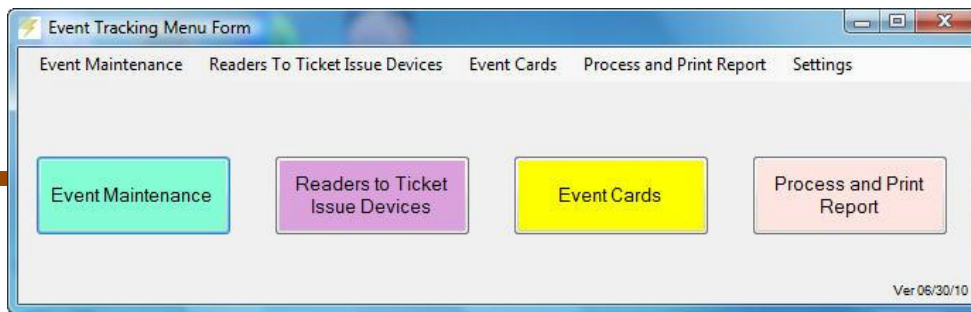 Event Tracking Menu Form
Event Maintenance Readers To Ticket Issue Devices Event Cards Process and Print Report Settings
Event Maintenance
Readers to Ticket
Issue Devices
Event Cards
Process and Print
Report
Ver 06/30/10